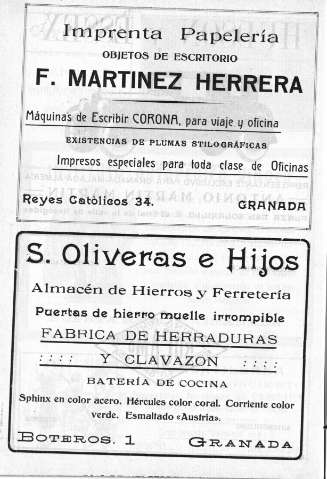 Imprenta Papelería
OBJETOS DE ESCRITORIO
F. MARTINEZ HERRERA
Máquinas de Escribir CORONA, para viaje y oficina
EXISTENCIAS DE PLUMAS STILOGRÁFICAS
Impresos especiales para toda clase de Oficinas
Reyes Católicos 34. GRANADA
S. Oliveras e Hijos
Almacén de Hierros y Ferretería
Puertas de hierro muelle irrompible
FABRICA DE HERRADURAS
:::: Y CLAVAZON ::::
BATERÍA DE COCINA
Sphinx en color acero. Hércules color coral. Corriente color
verde. Esmaltado «Austria».
BOTEROS, 1 GRANADA